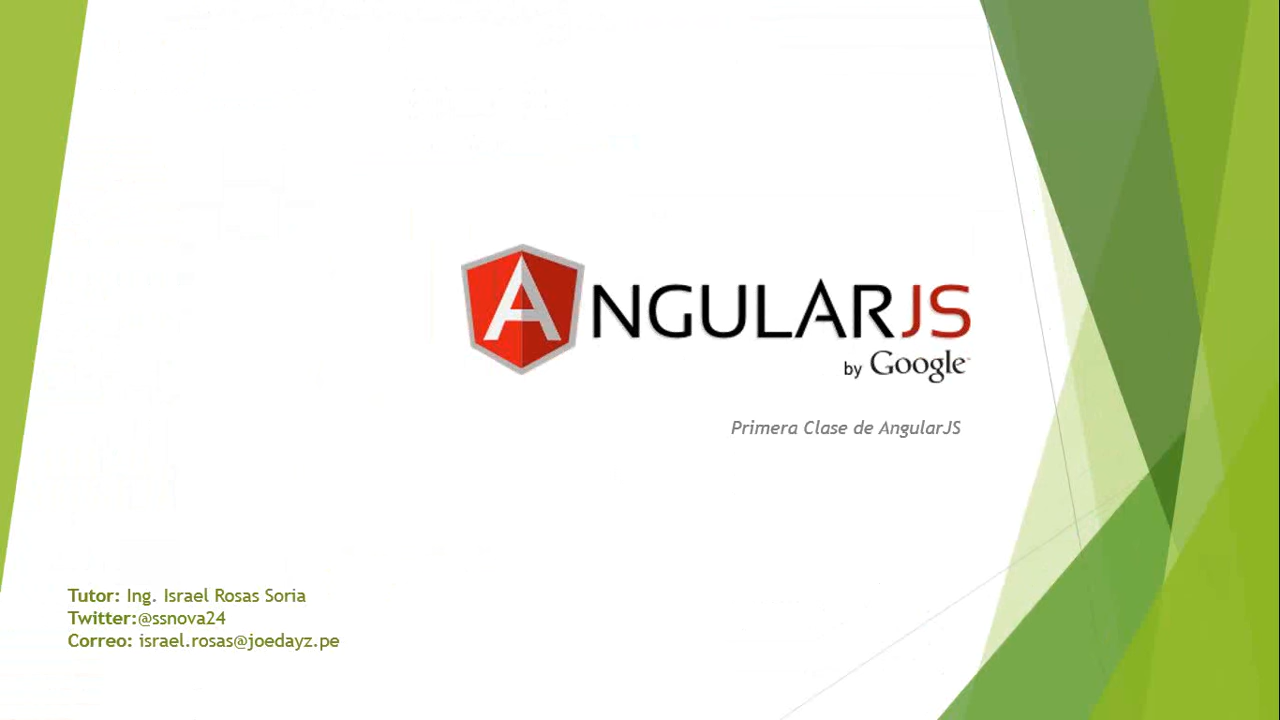 ANGULARJS
by Google
Primera Clase de AngularJS
Tutor: Ing. Israel Rosas Soria
Twitter:@ssnova24
Correo: israel.rosas@joedayz.pe